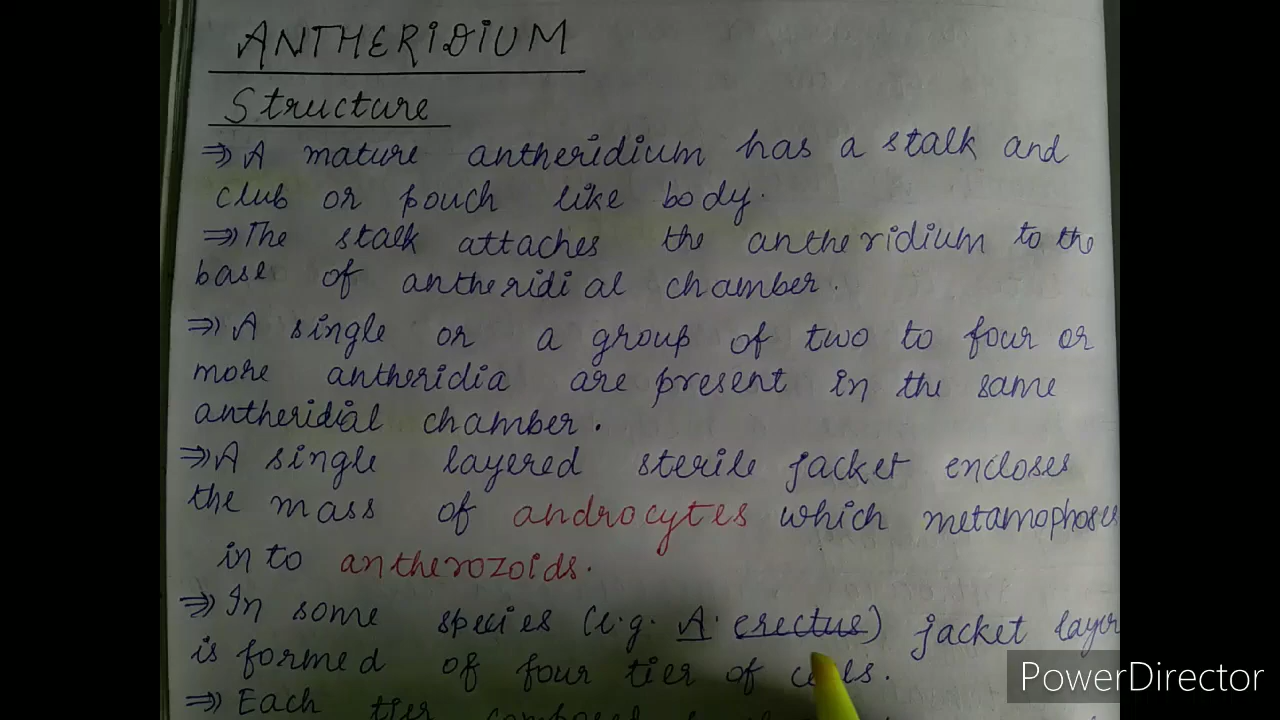 ANTHERIDIUM
Structure
⇒ A mature antheridium has a stalk and
club or pouch like body.
⇒ The stalk attaches the antheridium to the
base of antheridial chamber.
⇒ A single or a group of two to four or
more antheridia are present in the same
antheridial chamber.
⇒ A single layered sterile jacket encloses
the mass of androcytes which metamophoses
in to antherozoids.
⇒ In some species (e.g. A. erectus) jacket layer
is formed of four tier of cells.
⇒ Each tier composed
PowerDirector